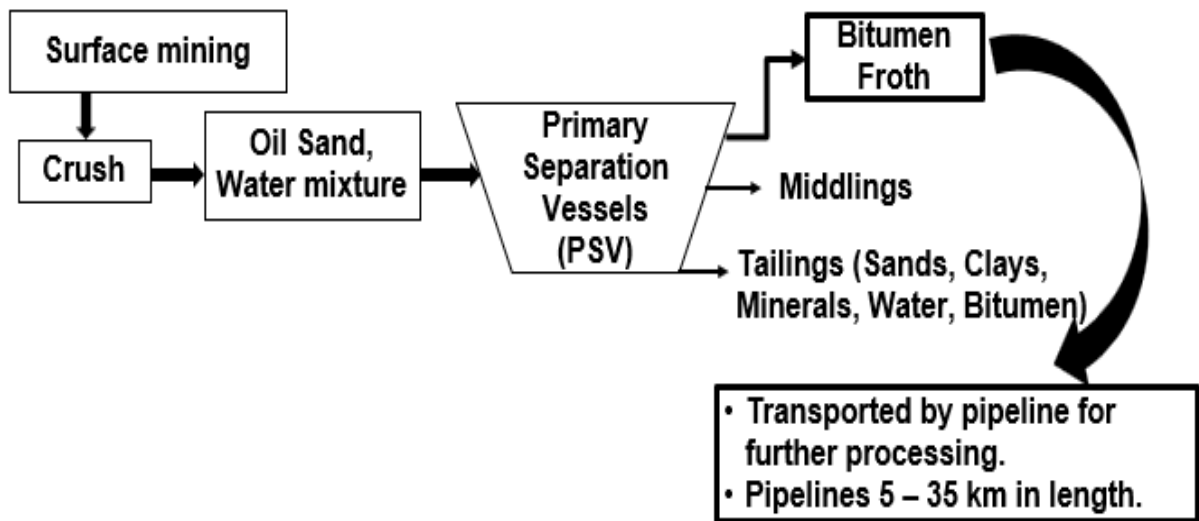 Surface mining
Crush
Oil Sand,
Water mixture
Primary
Separation
Vessels
(PSV)
Bitumen
Froth
Middlings
Tailings (Sands, Clays,
Minerals, Water, Bitumen)
• Transported by pipeline for
further processing.
• Pipelines 5 – 35 km in length.